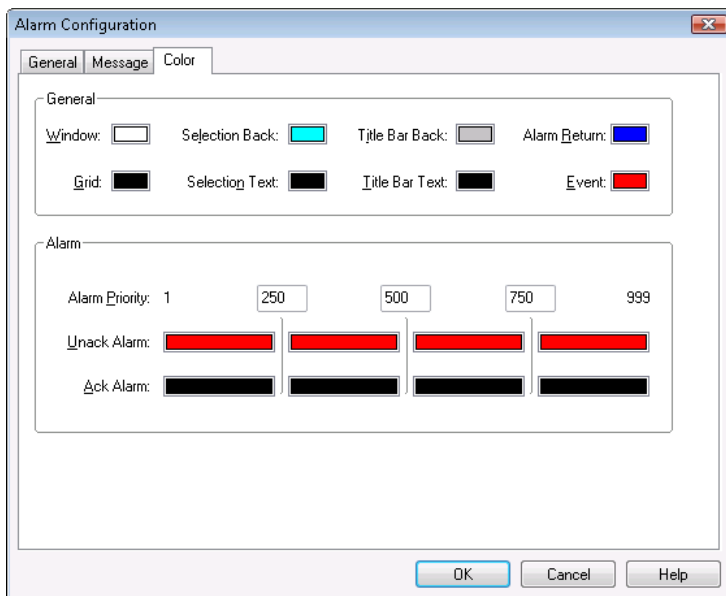 Alarm Configuration
General Message Color
General
Window: Selection Back: Title Bar Back: Alarm Return:
Grid: Selection Text: Title Bar Text: Event:
Alarm
Alarm Priority: 1 250 500 750 999
Unack Alarm:
Ack Alarm:
OK Cancel Help